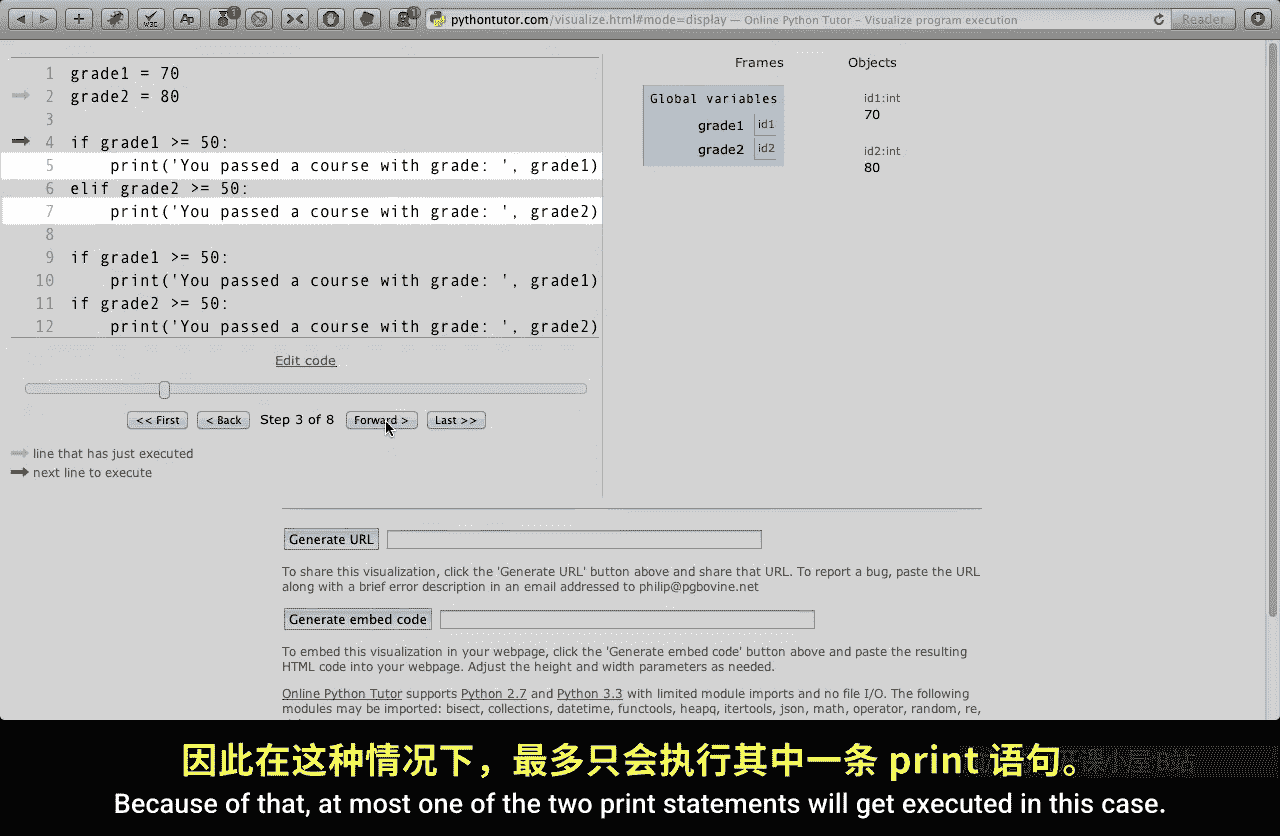 W3C
Ap
1
1
pythontutor.com/visualize.html#mode=display — Online Python Tutor – Visualize program execution
Reader
1 grade1 = 70
2 grade2 = 80
3
4 if grade1 >= 50:
5 print('You passed a course with grade: ', grade1)
6 elif grade2 >= 50:
7 print('You passed a course with grade: ', grade2)
8
9 if grade1 >= 50:
10 print('You passed a course with grade: ', grade1)
11 if grade2 >= 50:
12 print('You passed a course with grade: ', grade2)
Edit code
<< First < Back Step 3 of 8 Forward > Last >>
line that has just executed
next line to execute
Frames Objects
Global variables
grade1 id1
grade2 id2
id1:int
70
id2:int
80
Generate URL
To share this visualization, click the 'Generate URL' button above and share that URL. To report a bug, paste the URL
along with a brief error description in an email addressed to philip@pgbovine.net
Generate embed code
To embed this visualization in your webpage, click the 'Generate embed code' button above and paste the resulting
HTML code into your webpage. Adjust the height and width parameters as needed.
Online Python Tutor supports Python 2.7 and Python 3.3 with limited module imports and no file I/O. The following
modules may be imported: bisect, collections, datetime, functools, heapq, itertools, json, math, operator, random, re,
因此在这种情况下，最多只会执行其中一条 print 语句。
Because of that, at most one of the two print statements will get executed in this case.